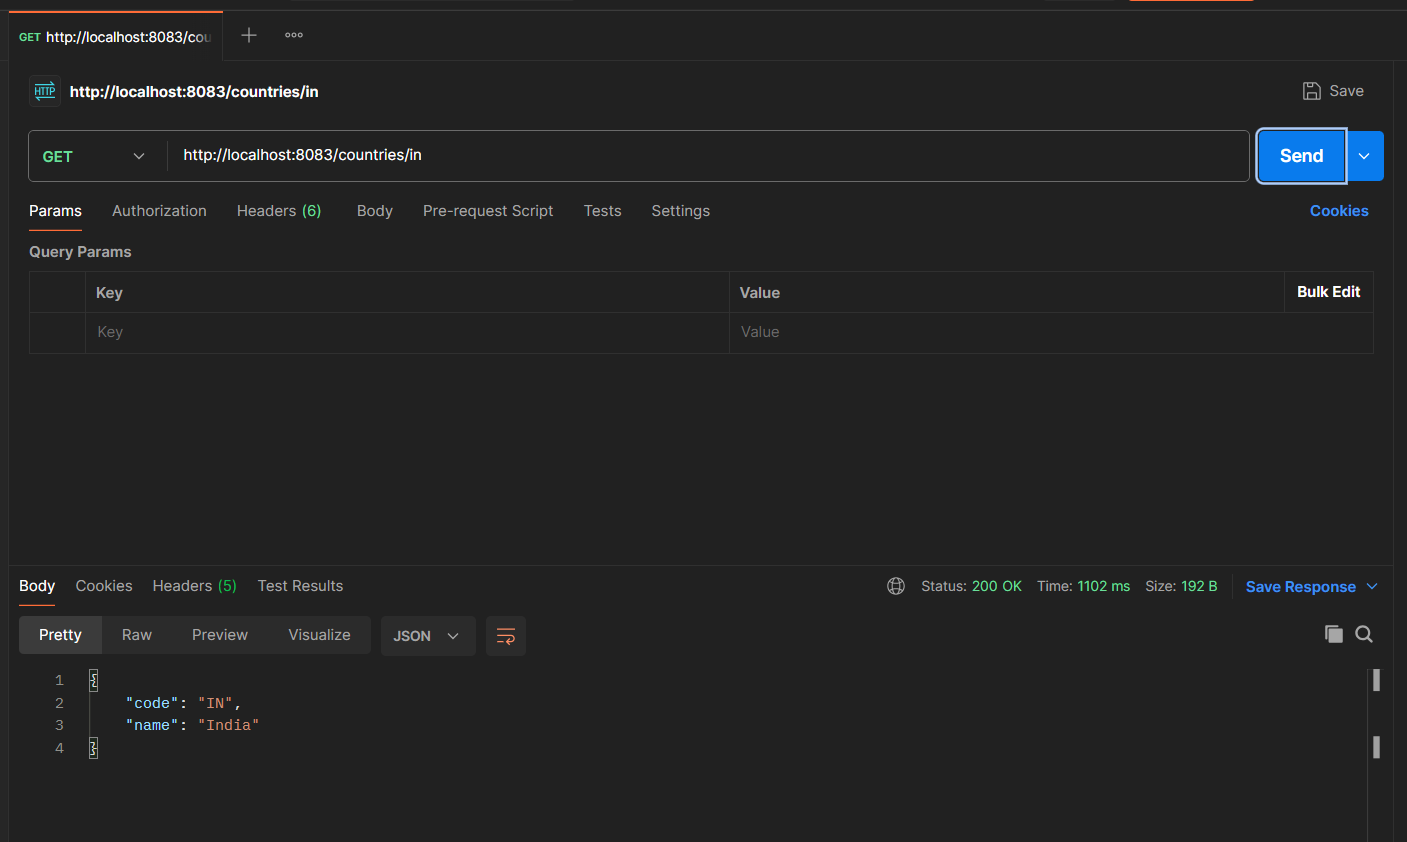 GET http://localhost:8083/cou
HTTP http://localhost:8083/countries/in Save
GET http://localhost:8083/countries/in Send
Params Authorization Headers (6) Body Pre-request Script Tests Settings Cookies
Query Params
Key Value Bulk Edit
Key Value
Body Cookies Headers (5) Test Results Status: 200 OK Time: 1102 ms Size: 192 B Save Response
Pretty Raw Preview Visualize JSON
1 {
2 "code": "IN",
3 "name": "India"
4 }